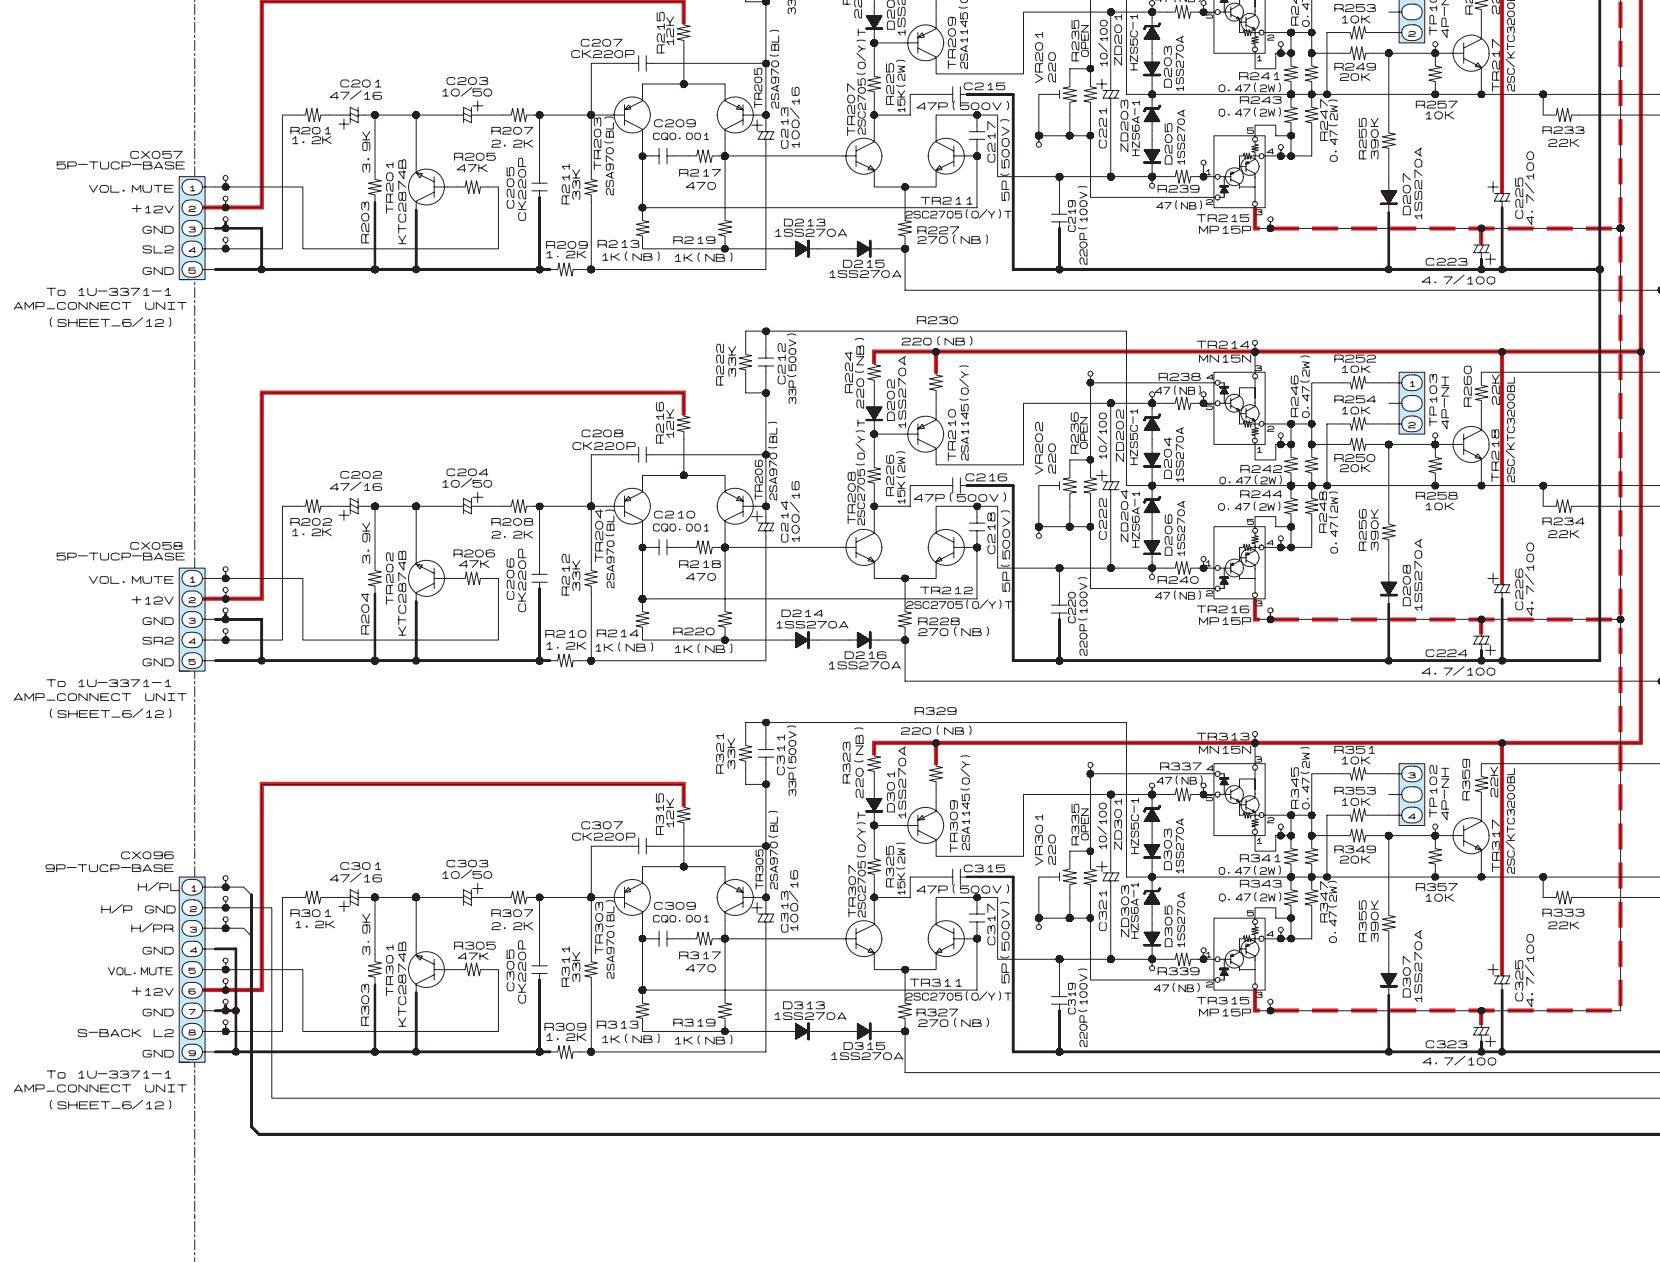 R215
12K
C207
CK220P
C201
47/16
C203
10/50
R201
1.2K
3.9K
R203
TR201
KTC2874B
R205
47K
R207
2.2K
C205
CK220P
R211
33K
R209
1.2K
TR203
2SA970(BL)
C209
CQ0.001
R217
470
TR205
2SA970(BL)
C213
100/16
R213
1K(NB)
R219
1K(NB)
D213
1SS270A
D215
1SS270A
TR207
2SC2705(O/Y)T
R225
15K(2W)
TR209
2SA1145(O/Y)
C215
47P(500V)
C217
5P(500V)
TR211
2SC2705(O/Y)T
R227
270(NB)
VR201
220
R235
OPEN
10/100
C221
ZD201
HZS5C-1
D203
1SS270A
ZD203
HZS6A-1
D205
1SS270A
C219
220P(100V)
R239
47(NB)
TR215
MP15P
R241
0.47(2W)
R243
0.47(2W)
R247
0.47(2W)
R253
10K
R249
20K
R255
390K
D207
1SS270A
R257
10K
TR217
2SC/KTC3200BL
C225
4.7/100
C223
4.7/100
R233
22K
CX057
5P-TUCP-BASE
VOL.MUTE 1
+12V 2
GND 3
SL2 4
GND 5
To 1U-3371-1
AMP_CONNECT UNIT
(SHEET_6/12)
R230
220(NB)
R222
33K
C212
33P(500V)
R216
12K
C208
CK220P
C202
47/16
C204
10/50
R202
1.2K
3.9K
R204
TR202
KTC2874B
R206
47K
R208
2.2K
C206
CK220P
R212
33K
R210
1.2K
TR204
2SA970(BL)
C210
CQ0.001
R218
470
TR206
2SA970(BL)
C214
100/16
R214
1K(NB)
R220
1K(NB)
D214
1SS270A
D216
1SS270A
R224
220(NB)
D202
1SS270A
TR208
2SC2705(O/Y)T
R226
15K(2W)
TR210
2SA1145(O/Y)
C216
47P(500V)
C218
5P(500V)
TR212
2SC2705(O/Y)T
R228
270(NB)
VR202
220
R236
OPEN
10/100
C222
ZD202
HZS5C-1
D204
1SS270A
ZD204
HZS6A-1
D206
1SS270A
C220
220P(100V)
R238
47(NB)
R240
47(NB)
TR214
MN15N
TR216
MP15P
R246
0.47(2W)
R242
0.47(2W)
R244
0.47(2W)
R248
0.47(2W)
R252
10K
R254
10K
R250
20K
R256
390K
D208
1SS270A
TP103
4P-NH
R258
10K
R260
22K
TR218
2SC/KTC3200BL
C226
4.7/100
C224
4.7/100
R234
22K
CX058
5P-TUCP-BASE
VOL.MUTE 1
+12V 2
GND 3
SR2 4
GND 5
To 1U-3371-1
AMP_CONNECT UNIT
(SHEET_6/12)
R329
220(NB)
R321
33K
C311
33P(500V)
R315
12K
C307
CK220P
C301
47/16
C303
10/50
R301
1.2K
3.9K
R303
TR301
KTC2874B
R305
47K
R307
2.2K
C305
CK220P
R311
33K
R309
1.2K
TR303
2SA970(BL)
C309
CQ0.001
R317
470
TR305
2SA970(BL)
C313
100/16
R313
1K(NB)
R319
1K(NB)
D313
1SS270A
D315
1SS270A
R323
220(NB)
D301
1SS270A
TR307
2SC2705(O/Y)T
R325
15K(2W)
TR309
2SA1145(O/Y)
C315
47P(500V)
C317
5P(500V)
TR311
2SC2705(O/Y)T
R327
270(NB)
VR301
220
R335
OPEN
10/100
C321
ZD301
HZS5C-1
D303
1SS270A
ZD303
HZS6A-1
D305
1SS270A
C319
220P(100V)
R337
47(NB)
R339
47(NB)
TR313
MN15N
TR315
MP15P
R345
0.47(2W)
R341
0.47(2W)
R343
0.47(2W)
R347
0.47(2W)
R351
10K
R353
10K
R349
20K
R355
390K
D307
1SS270A
TP102
4P-NH
R357
10K
R359
22K
TR317
2SC/KTC3200BL
C325
4.7/100
C323
4.7/100
R333
22K
CX096
9P-TUCP-BASE
H/PL 1
H/P GND 2
H/PR 3
GND 4
VOL.MUTE 5
+12V 6
GND 7
S-BACK L2 8
GND 9
To 1U-3371-1
AMP_CONNECT UNIT
(SHEET_6/12)